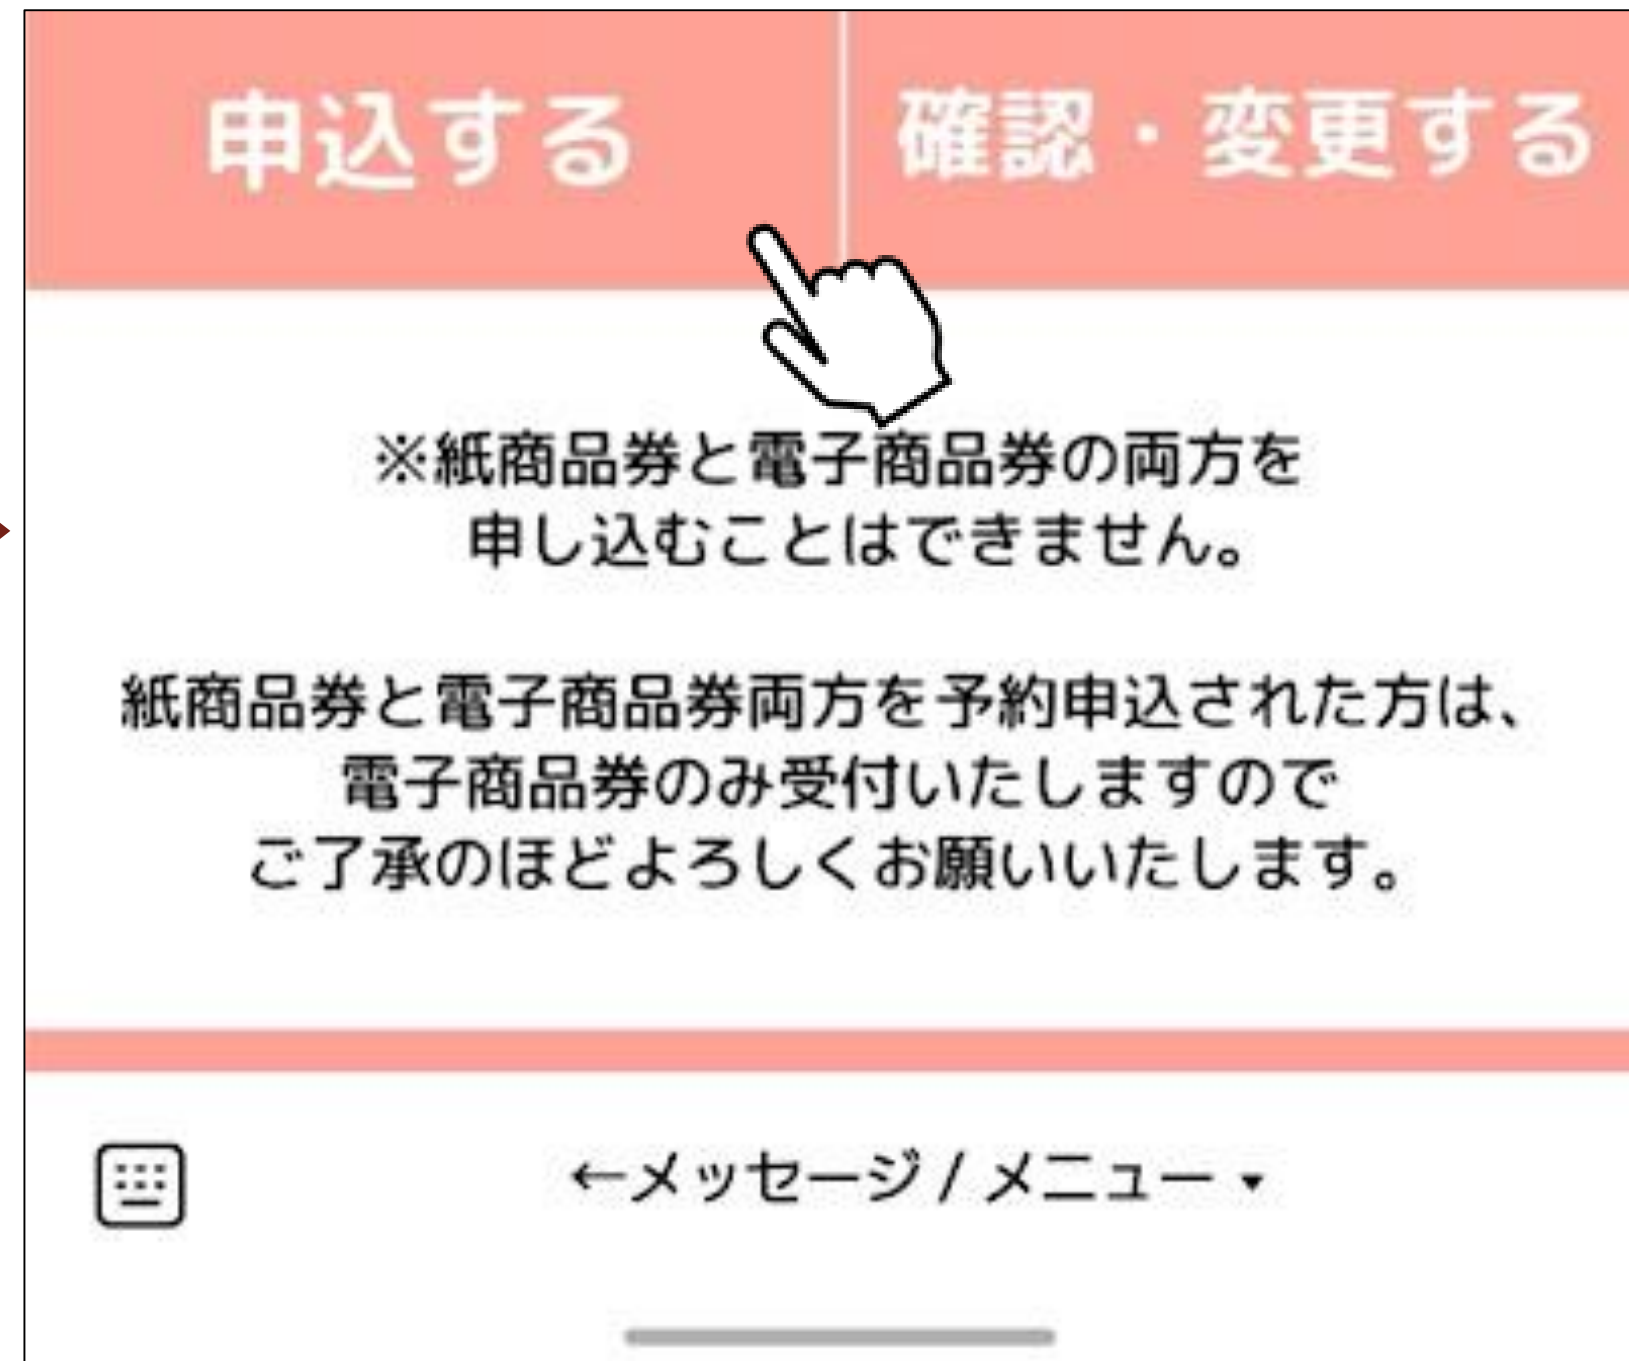 申込する
確認・変更する
※紙商品券と電子商品券の両方を
申し込むことはできません。
紙商品券と電子商品券両方を予約申込された方は、
電子商品券のみ受付いたしますので
ご了承のほどよろしくお願いいたします。
←メッセージ / メニュー ▾